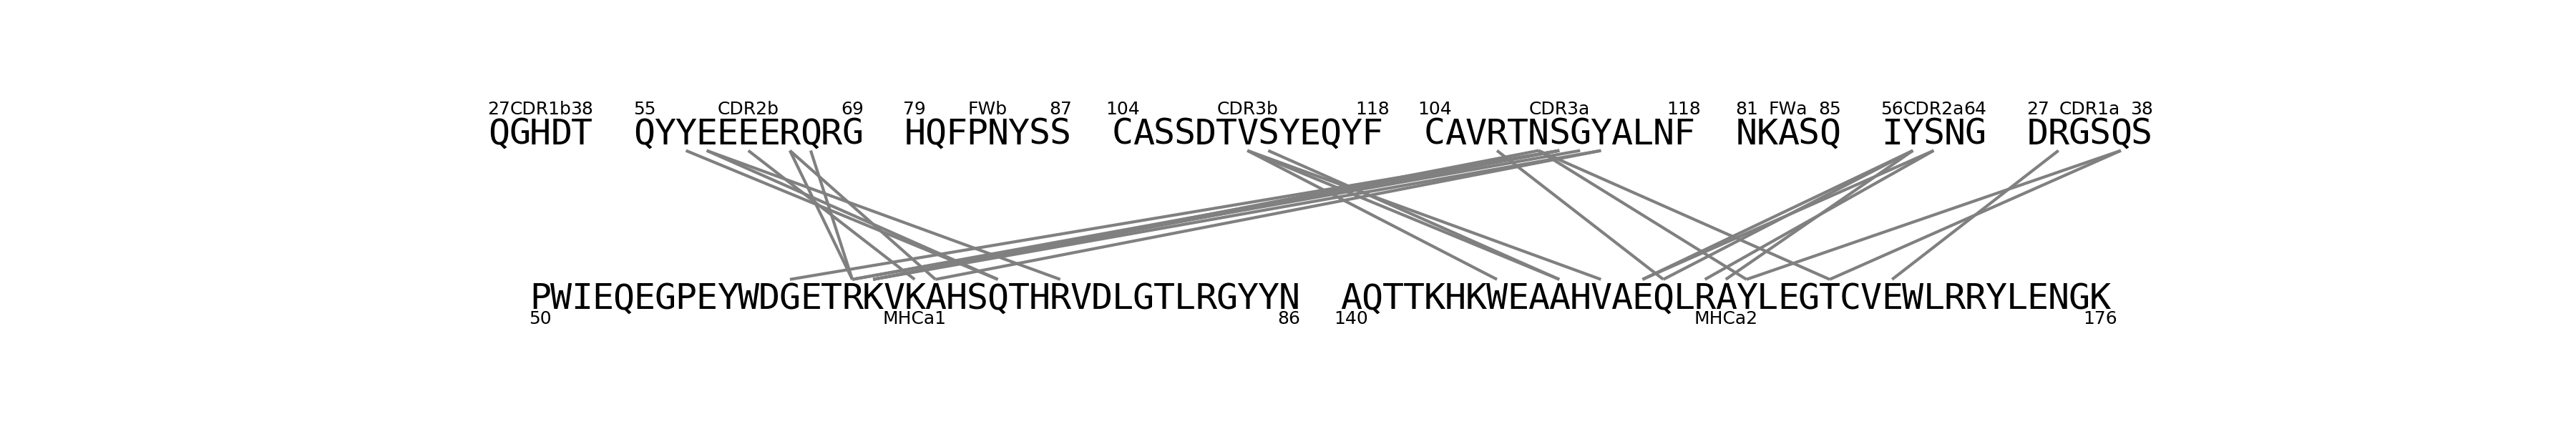 27CDR1b38 55 CDR2b 69 79 FWb 87 104 CDR3b 118 104 CDR3a 118 81 FWa 85 56CDR2a64 27 CDR1a 38
QGHDT QYYEEEERQRG HQFPNYSS CASSDTVSYEQYF CAVRTNSGYALNF NKASQ IYSNG DRGSQS
PWIEQEGPEYWDGETRKVKAHSQTHRVDLGTLRGYYN AQTTKHKWEAAHVAEQLRAYLEGTCVEWLRRYLENGK
50 MHCa1 86 140 MHCa2 176